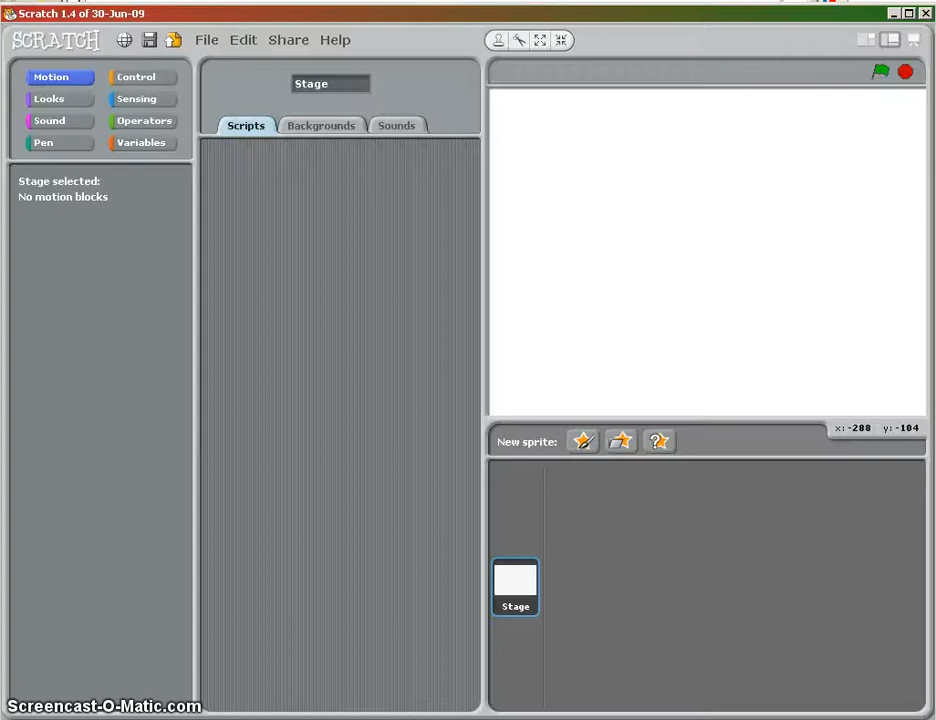 Scratch 1.4 of 30-Jun-09
SCRATCH File Edit Share Help
Motion Control
Looks Sensing
Sound Operators
Pen Variables
Stage selected:
No motion blocks
Stage
Scripts Backgrounds Sounds
x:-288 y:-104
New sprite:
Stage
Screencast-O-Matic.com